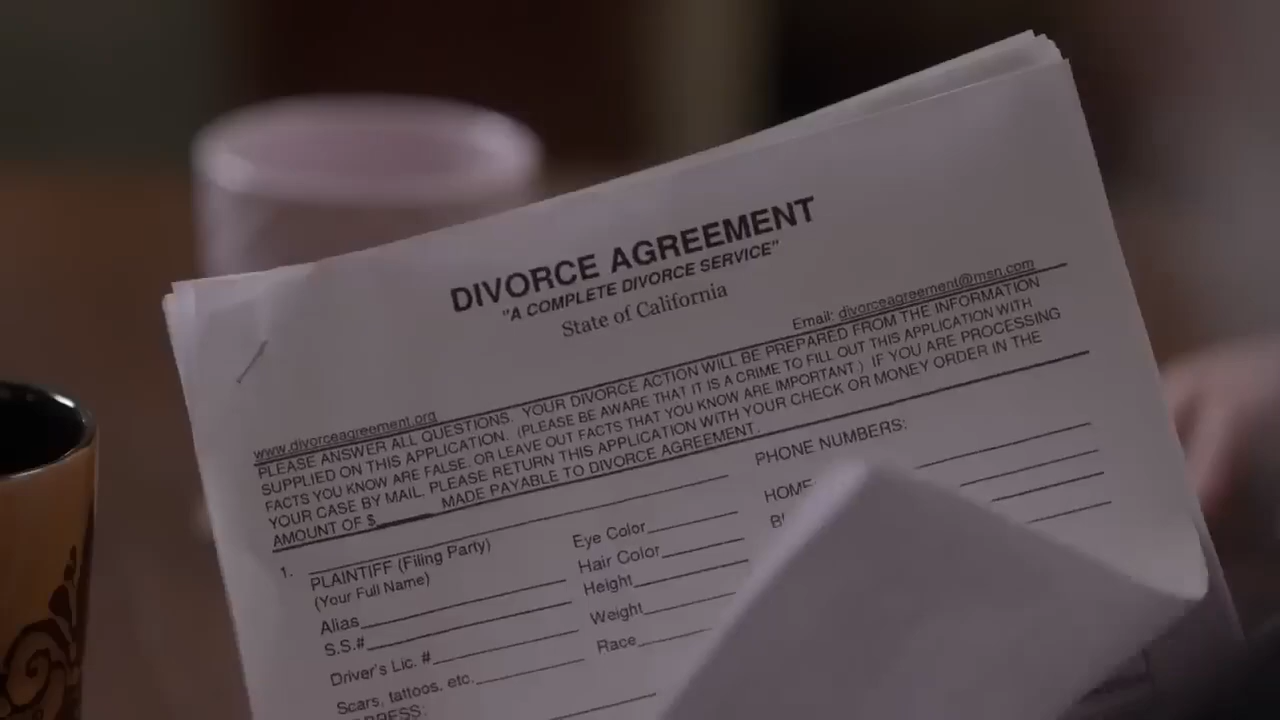 DIVORCE AGREEMENT
"A COMPLETE DIVORCE SERVICE"
State of California
www.divorceagreement.org
Email: divorceagreement@msn.com
PLEASE ANSWER ALL QUESTIONS. YOUR DIVORCE ACTION WILL BE PREPARED FROM THE INFORMATION
SUPPLIED ON THIS APPLICATION. (PLEASE BE AWARE THAT IT IS A CRIME TO FILL OUT THIS APPLICATION WITH
FACTS YOU KNOW ARE FALSE, OR LEAVE OUT FACTS THAT YOU KNOW ARE IMPORTANT.) IF YOU ARE PROCESSING
YOUR CASE BY MAIL, PLEASE RETURN THIS APPLICATION WITH YOUR CHECK OR MONEY ORDER IN THE
AMOUNT OF $______ MADE PAYABLE TO DIVORCE AGREEMENT.
1.
PLAINTIFF (Filing Party)
(Your Full Name)
Alias
S.S.#
Driver's Lic. #
Scars, tattoos, etc.
Eye Color
Hair Color
Height
Weight
Race
PHONE NUMBERS:
HOME